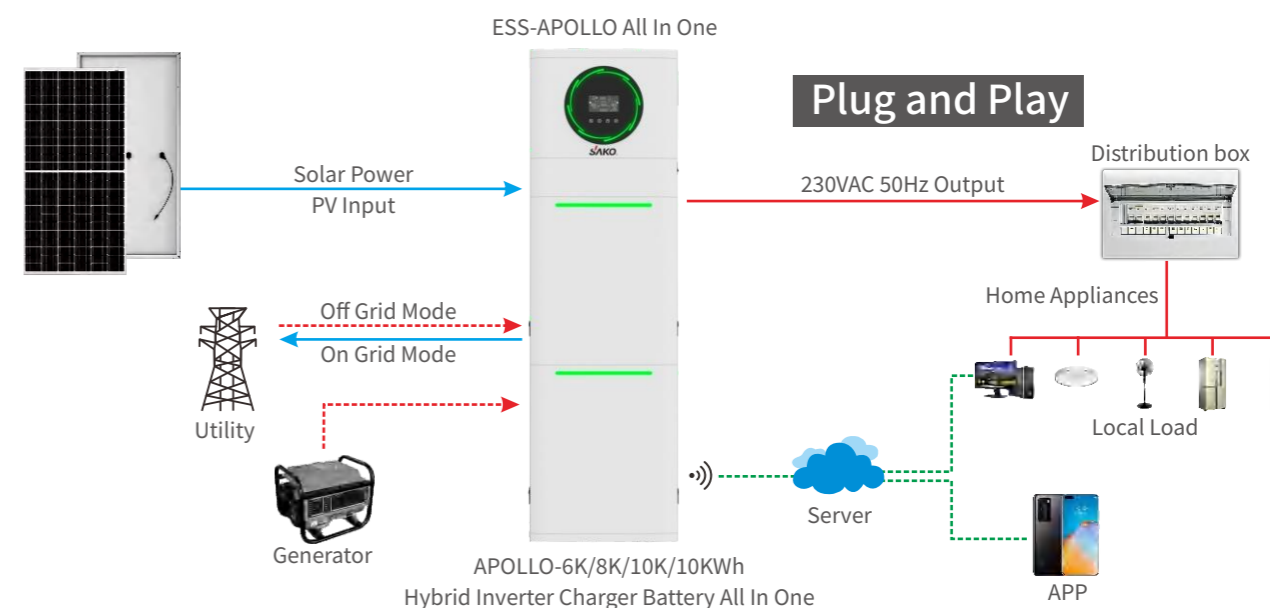 ESS-APOLLO All In One
Plug and Play
SAKO
Distribution box
Solar Power
PV Input
230VAC 50Hz Output
Home Appliances
Off Grid Mode
On Grid Mode
Utility
Local Load
Generator
Server
APP
APOLLO-6K/8K/10K/10KWh
Hybrid Inverter Charger Battery All In One